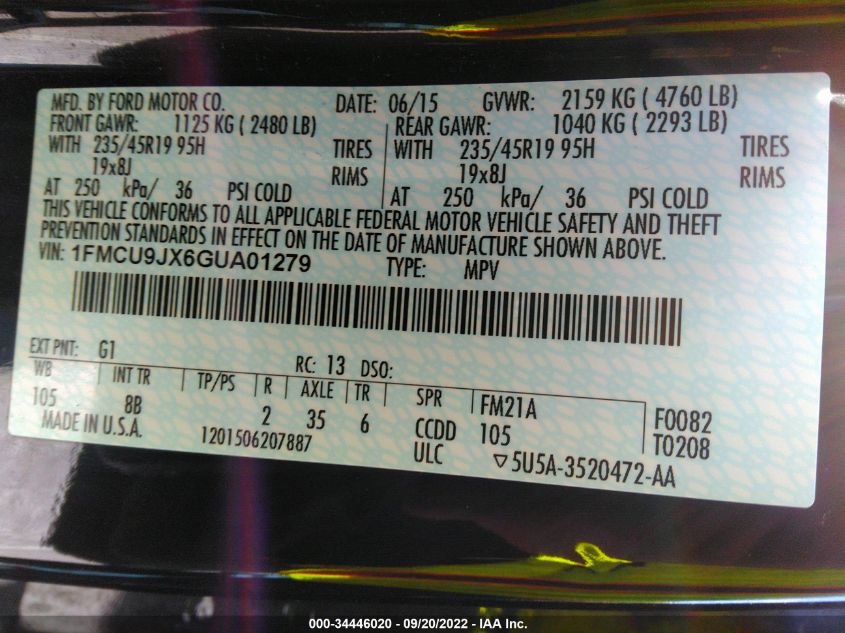 MFD. BY FORD MOTOR CO. DATE: 06/15 GVWR: 2159 KG ( 4760 LB)
FRONT GAWR: 1125 KG ( 2480 LB) REAR GAWR: 1040 KG ( 2293 LB)
WITH 235/45R19 95H TIRES WITH 235/45R19 95H TIRES
19x8J RIMS 19x8J RIMS
AT 250 kPa/ 36 PSI COLD AT 250 kPa/ 36 PSI COLD
THIS VEHICLE CONFORMS TO ALL APPLICABLE FEDERAL MOTOR VEHICLE SAFETY AND THEFT
PREVENTION STANDARDS IN EFFECT ON THE DATE OF MANUFACTURE SHOWN ABOVE.
VIN: 1FMCU9JX6GUA01279 TYPE: MPV
EXT PNT: G1 RC: 13 DSO:
WB INT TR TP/PS R AXLE TR SPR FM21A F0082
105 8B 2 35 6 CCDD 105 T0208
MADE IN U.S.A. 1201506207887 ULC ▽5U5A-3520472-AA
000-34446020 - 09/20/2022 - IAA Inc.